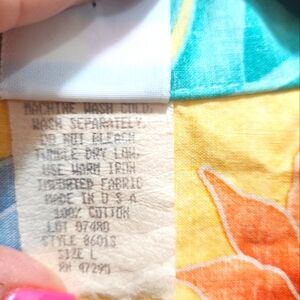 MACHINE WASH COLD.
WASH SEPARATELY.
DO NOT BLEACH
TUMBLE DRY LOW.
USE WARM IRON
IMPORTED FABRIC
MADE IN U S A
100% COTTON
LOT 07480
STYLE 8601S
SIZE L
RN 47295